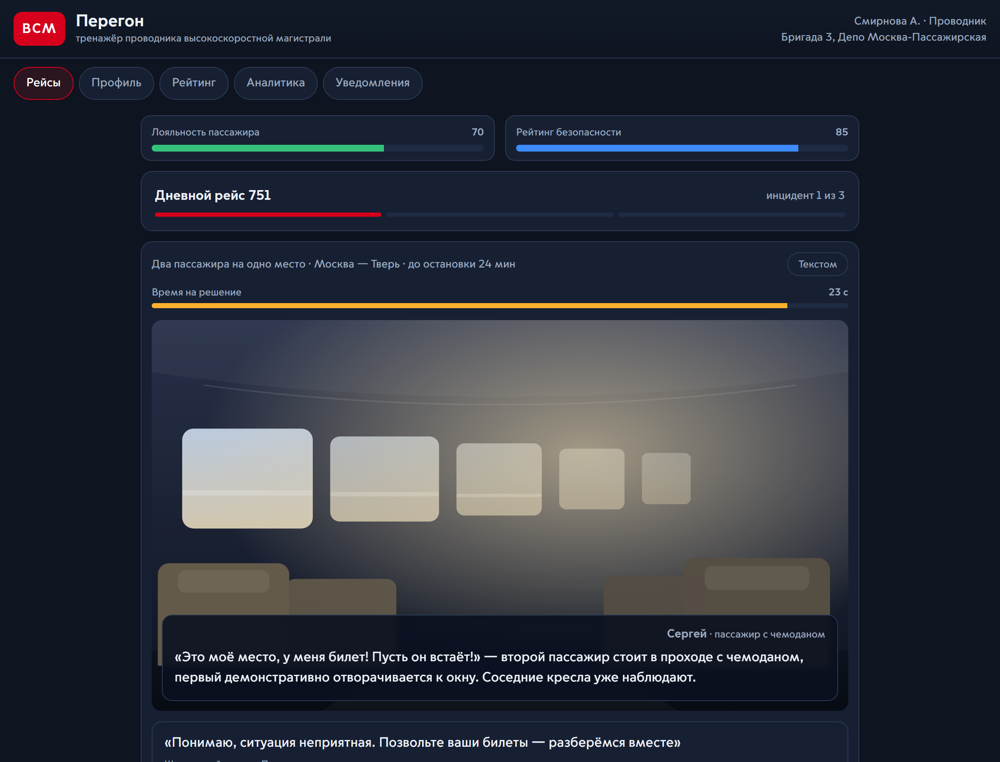 ВСМ
Перегон
тренажёр проводника высокоскоростной магистрали
Смирнова А. · Проводник
Бригада 3, Депо Москва-Пассажирская
Рейсы
Профиль
Рейтинг
Аналитика
Уведомления
Лояльность пассажира 70
Рейтинг безопасности 85
Дневной рейс 751
инцидент 1 из 3
Два пассажира на одно место · Москва — Тверь · до остановки 24 мин
Текстом
Время на решение
23 с
Сергей · пассажир с чемоданом
«Это моё место, у меня билет! Пусть он встаёт!» — второй пассажир стоит в проходе с чемоданом,
первый демонстративно отворачивается к окну. Соседние кресла уже наблюдают.
«Понимаю, ситуация неприятная. Позвольте ваши билеты — разберёмся вместе»